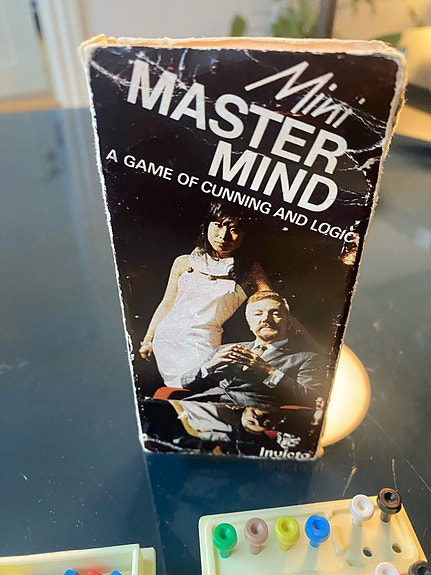 Mini
MASTER
MIND
A GAME OF CUNNING AND LOGIC
Invicta